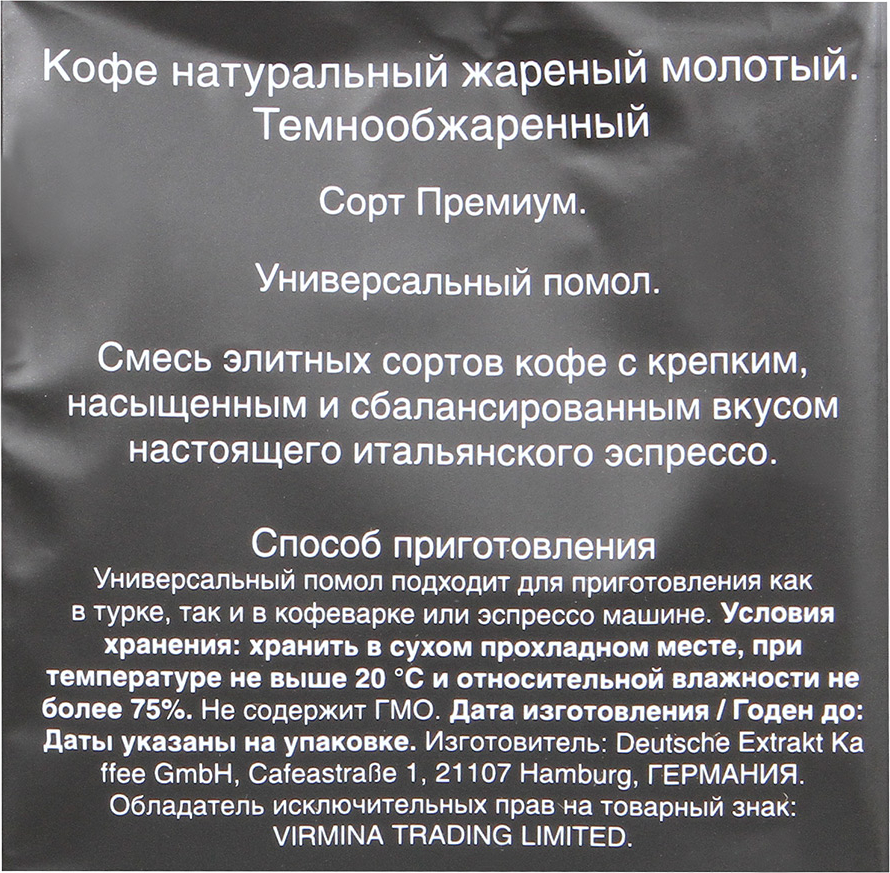 Кофе натуральный жареный молотый.
Темнообжаренный
Сорт Премиум.
Универсальный помол.
Смесь элитных сортов кофе с крепким,
насыщенным и сбалансированным вкусом
настоящего итальянского эспрессо.
Способ приготовления
Универсальный помол подходит для приготовления как
в турке, так и в кофеварке или эспрессо машине. Условия
хранения: хранить в сухом прохладном месте, при
температуре не выше 20 °C и относительной влажности не
более 75%. Не содержит ГМО. Дата изготовления / Годен до:
Даты указаны на упаковке. Изготовитель: Deutsche Extrakt Ka
ffee GmbH, Cafeastraße 1, 21107 Hamburg, ГЕРМАНИЯ.
Обладатель исключительных прав на товарный знак:
VIRMINA TRADING LIMITED.